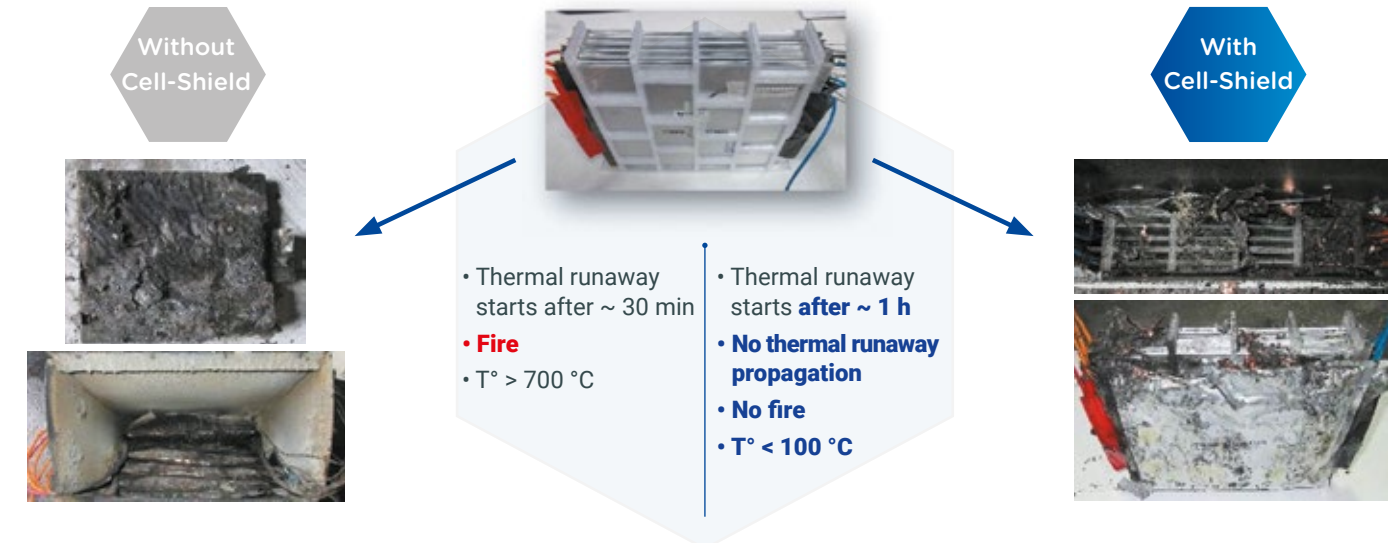 Without
Cell-Shield
With
Cell-Shield
• Thermal runaway
starts after ~ 30 min
• Fire
• T° > 700 °C
• Thermal runaway
starts after ~ 1 h
• No thermal runaway
propagation
• No fire
• T° < 100 °C